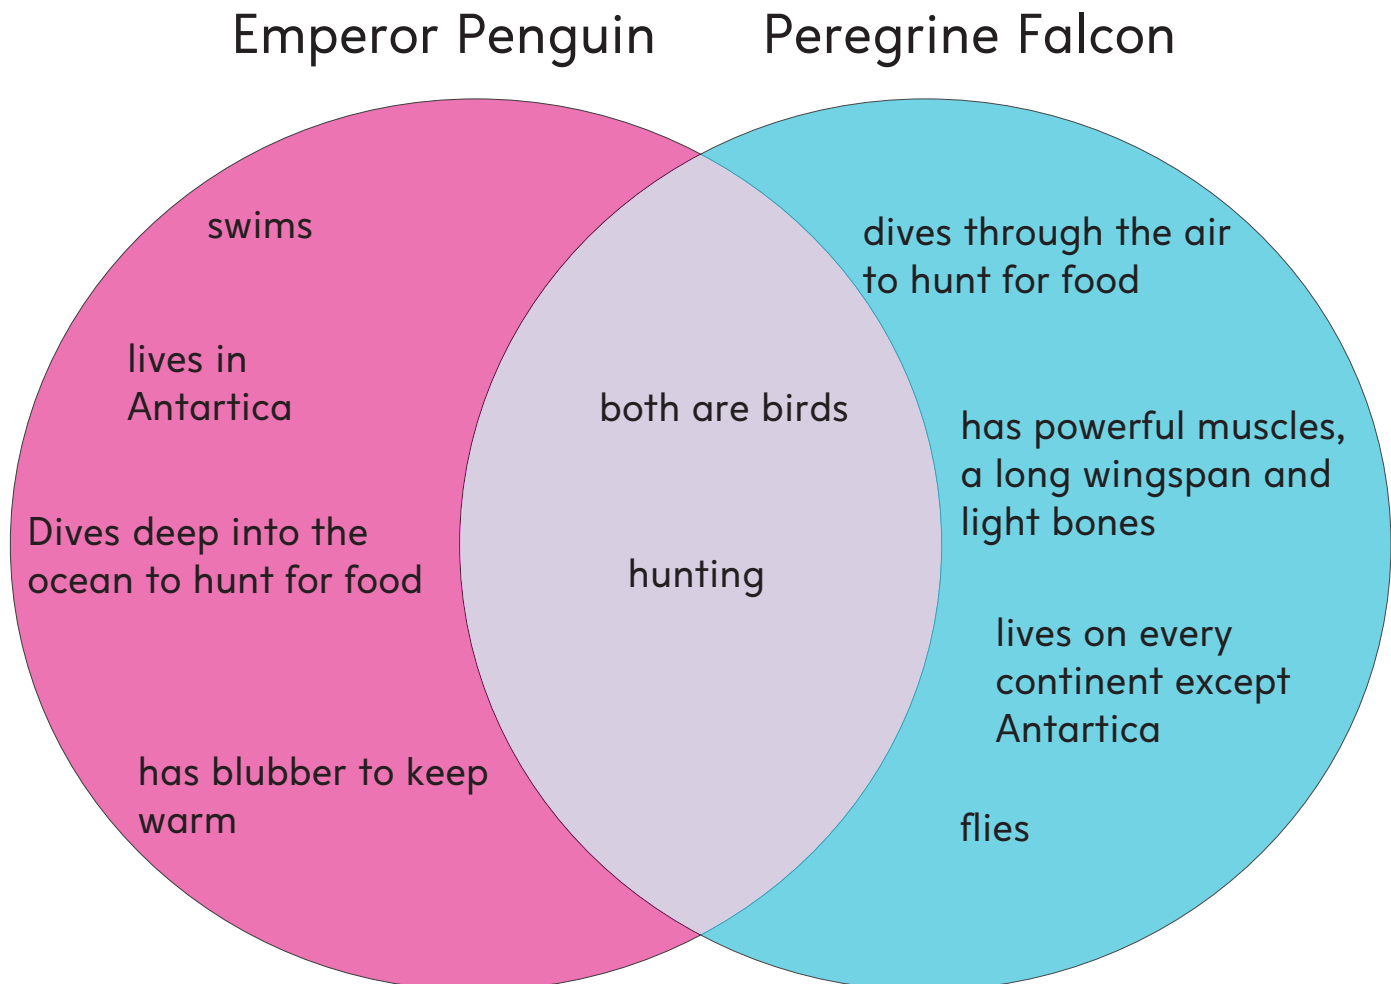 Emperor Penguin
Peregrine Falcon
swims
lives in
Antartica
Dives deep into the
ocean to hunt for food
has blubber to keep
warm
both are birds
hunting
dives through the air
to hunt for food
has powerful muscles,
a long wingspan and
light bones
lives on every
continent except
Antartica
flies